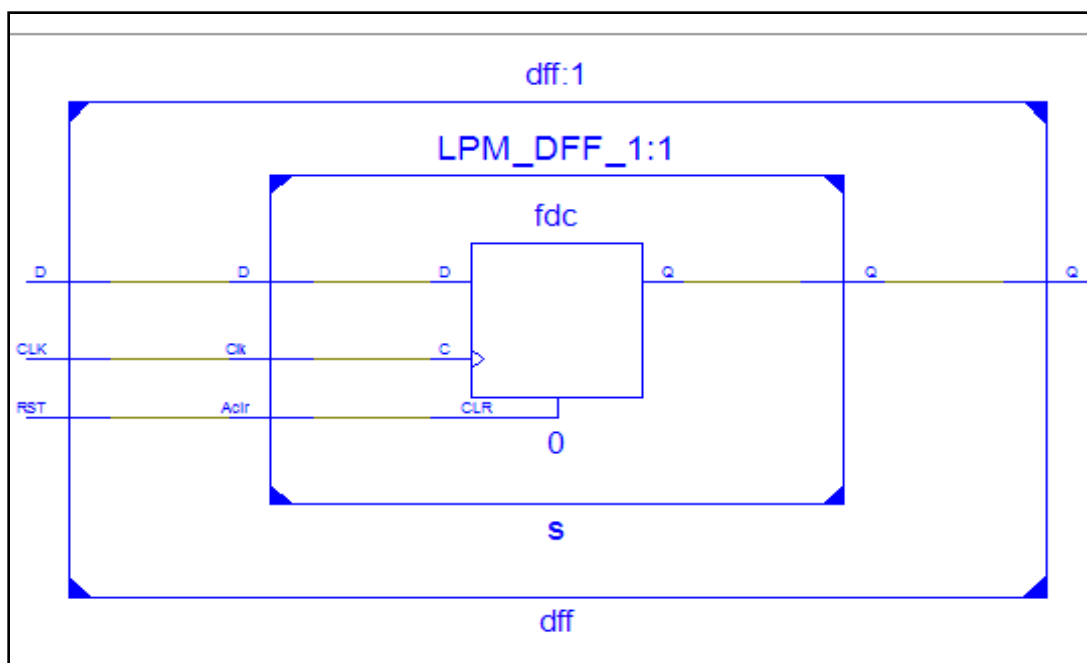 dff:1
LPM_DFF_1:1
fdc
D D D Q Q Q
CLK Clk C
RST Aclr CLR
0
s
dff